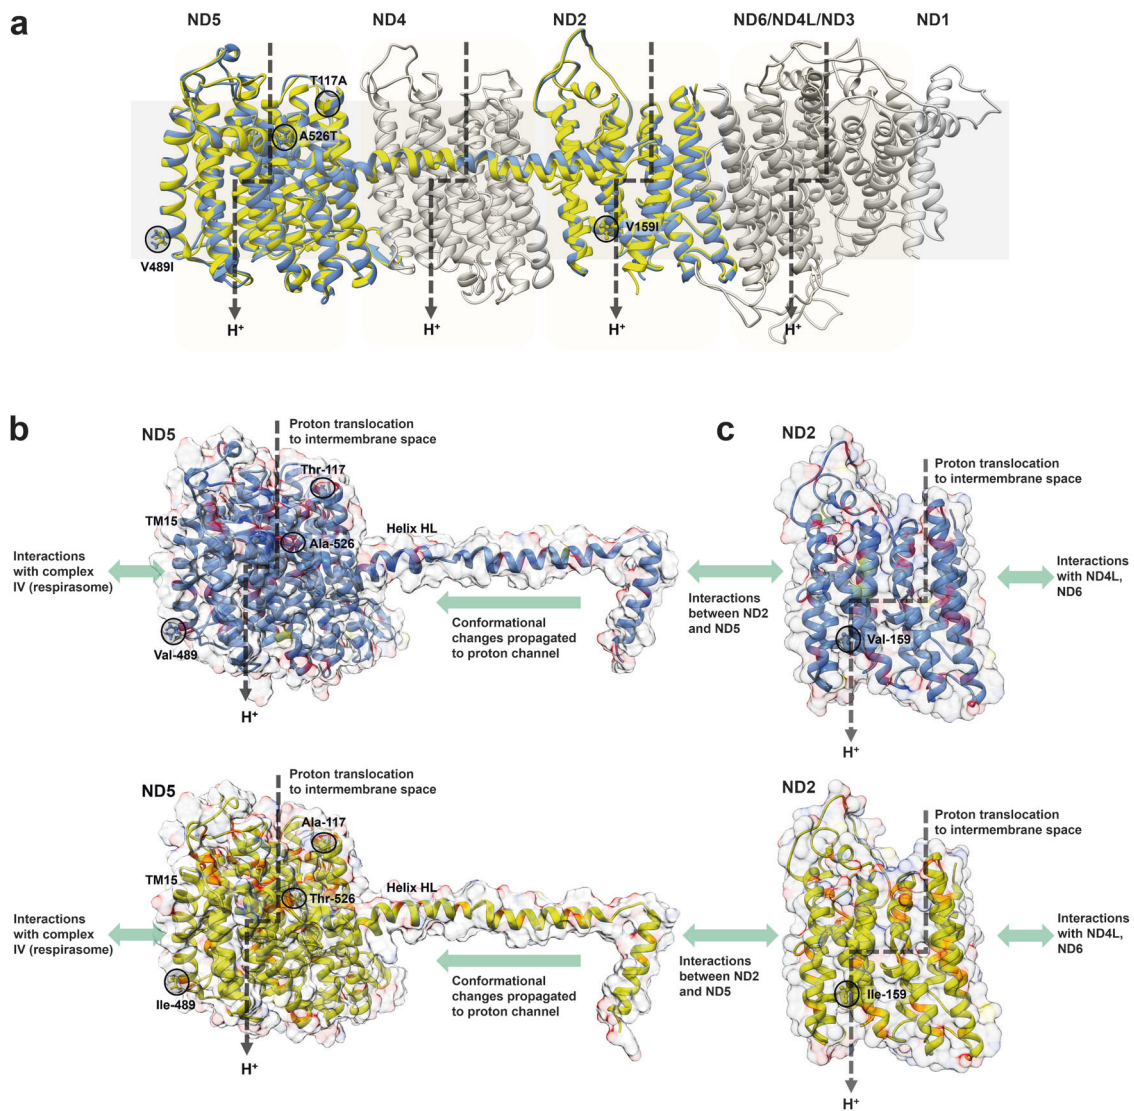 a
ND5
ND4
ND2
ND6/ND4L/ND3
ND1
T117A
A526T
V159I
V489I
H+
H+
H+
H+
b
ND5
Proton translocation
to intermembrane space
Thr-117
TM15
Ala-526
Helix HL
Interactions
with complex
IV (respirasome)
Val-489
Conformational
changes propagated
to proton channel
Interactions
between ND2
and ND5
H+
c
ND2
Proton translocation
to intermembrane space
Interactions
with ND4L,
ND6
Val-159
H+
ND5
Proton translocation
to intermembrane space
Ala-117
TM15
Thr-526
Helix HL
Interactions
with complex
IV (respirasome)
Ile-489
Conformational
changes propagated
to proton channel
Interactions
between ND2
and ND5
H+
ND2
Proton translocation
to intermembrane space
Interactions
with ND4L,
ND6
Ile-159
H+